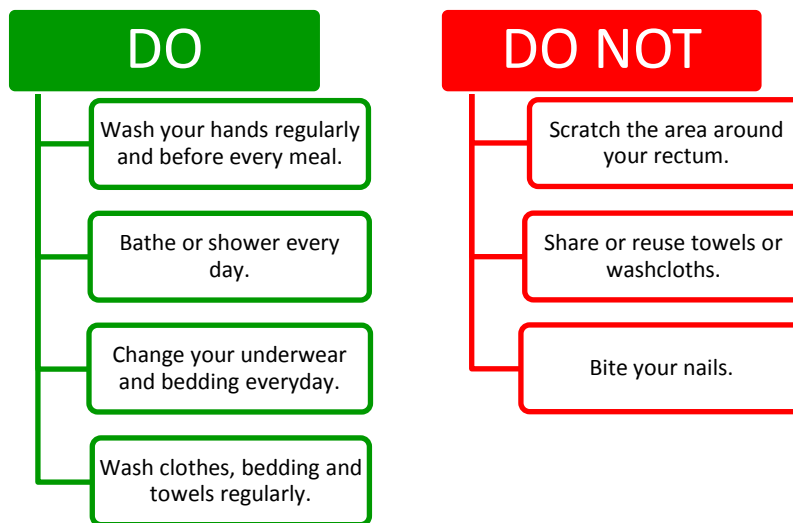 DO
Wash your hands regularly
and before every meal.
Bathe or shower every
day.
Change your underwear
and bedding everyday.
Wash clothes, bedding and
towels regularly.
DO NOT
Scratch the area around
your rectum.
Share or reuse towels or
washcloths.
Bite your nails.